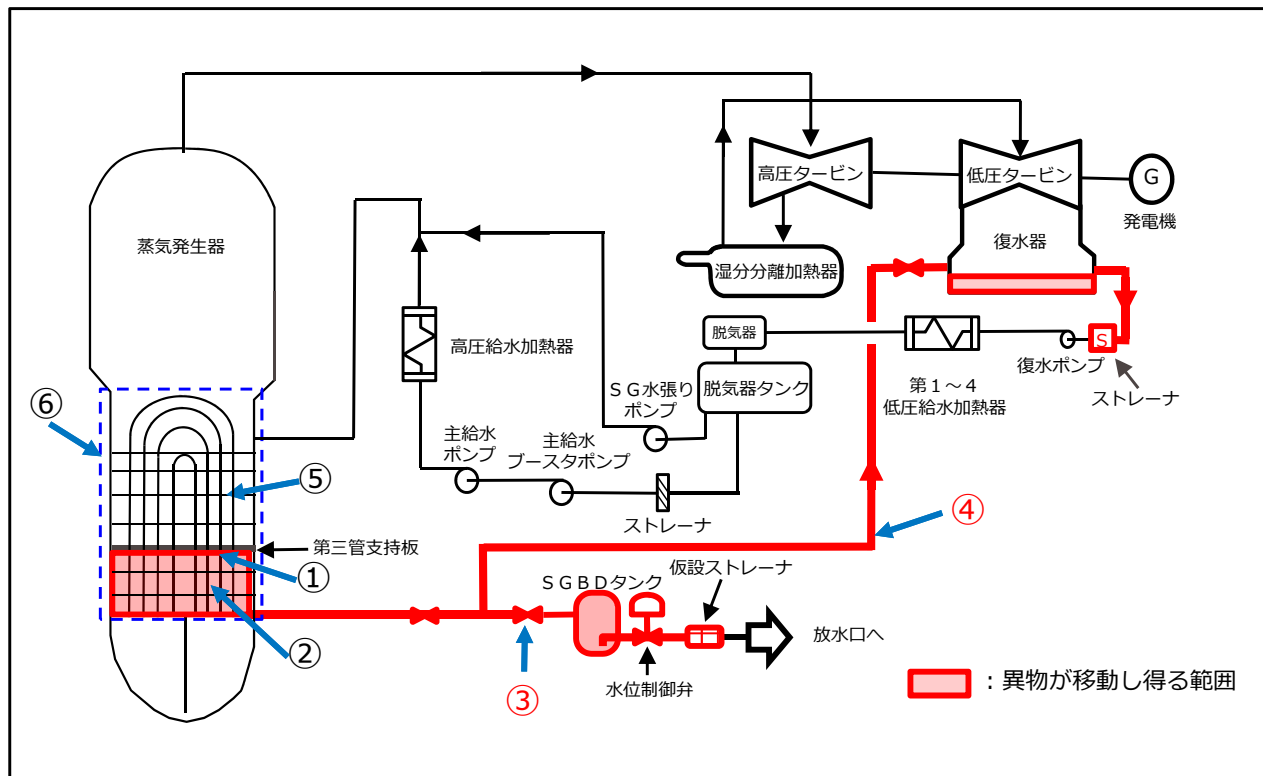 高圧タービン
低圧タービン
G
発電機
蒸気発生器
復水器
湿分分離加熱器
脱気器
高圧給水加熱器
S
復水ポンプ
ストレーナ
ＳＧ水張り
ポンプ
脱気器タンク
第１～４
低圧給水加熱器
⑥
主給水
ポンプ
主給水
ブースタポンプ
⑤
ストレーナ
④
第三管支持板
①
ＳＧＢＤタンク
仮設ストレーナ
②
放水口へ
③
水位制御弁
：異物が移動し得る範囲